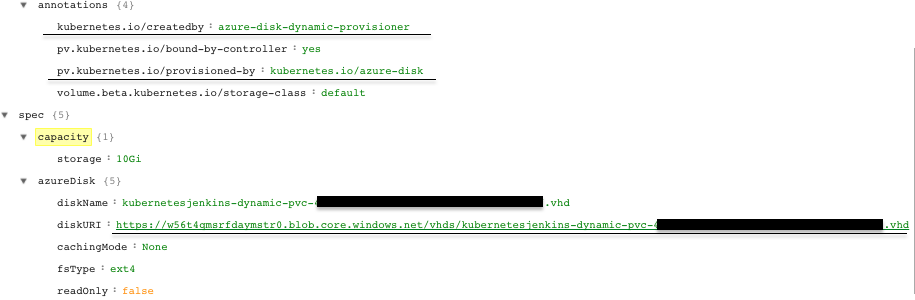 ▼ annotations {4}
kubernetes.io/createdby : azure-disk-dynamic-provisioner
pv.kubernetes.io/bound-by-controller : yes
pv.kubernetes.io/provisioned-by : kubernetes.io/azure-disk
volume.beta.kubernetes.io/storage-class : default
▼ spec {5}
▼ capacity {1}
storage : 10Gi
▼ azureDisk {5}
diskName : kubernetesjenkins-dynamic-pvc-4 .vhd
diskURI : https://w56t4qmsrfdaymstr0.blob.core.windows.net/vhds/kubernetesjenkins-dynamic-pvc-4 .vhd
cachingMode : None
fsType : ext4
readOnly : false